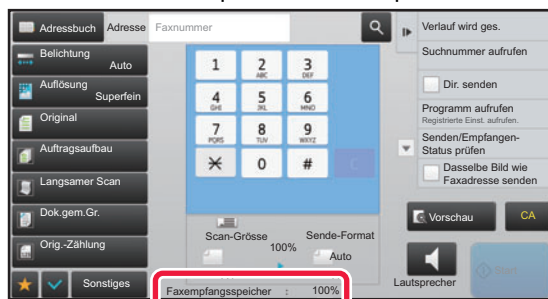 Adressbuch Adresse Faxnummer
Belichtung
Auto
Auflösung
Superfein
Original
Auftragsaufbau
Langsamer Scan
Dok.gem.Gr.
Orig.-Zählung
Sonstiges
1 2 3
ABC DEF
4 5 6
GHI JKL MNO
7 8 9
PQRS TUV WXYZ
0 #
C
Scan-Grösse
100%
Sende-Format
Auto
Faxempfangsspeicher : 100%
Verlauf wird ges.
Suchnummer aufrufen
Dir. senden
Programm aufrufen
Registrierte Einst. aufrufen.
Senden/Empfangen-
Status prüfen
Dasselbe Bild wie
Faxadresse senden
Vorschau
CA
Lautsprecher
Start